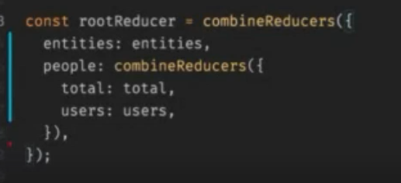 const rootReducer = combineReducers({
entities: entities,
people: combineReducers({
total: total,
users: users,
}),
});